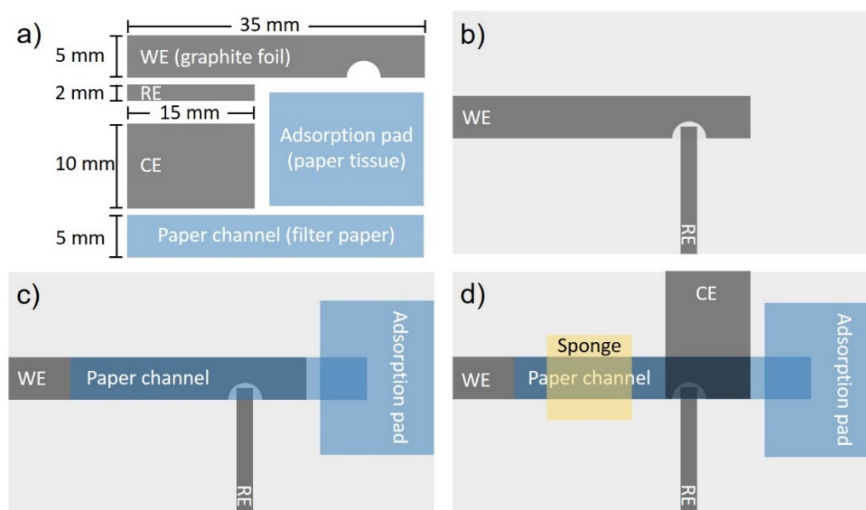 a)
35 mm
5 mm
WE (graphite foil)
2 mm
RE
15 mm
10 mm
CE
Adsorption pad
(paper tissue)
5 mm
Paper channel (filter paper)
b)
WE
RE
c)
WE
Paper channel
Adsorption pad
RE
d)
CE
Sponge
WE
Paper channel
Adsorption pad
RE